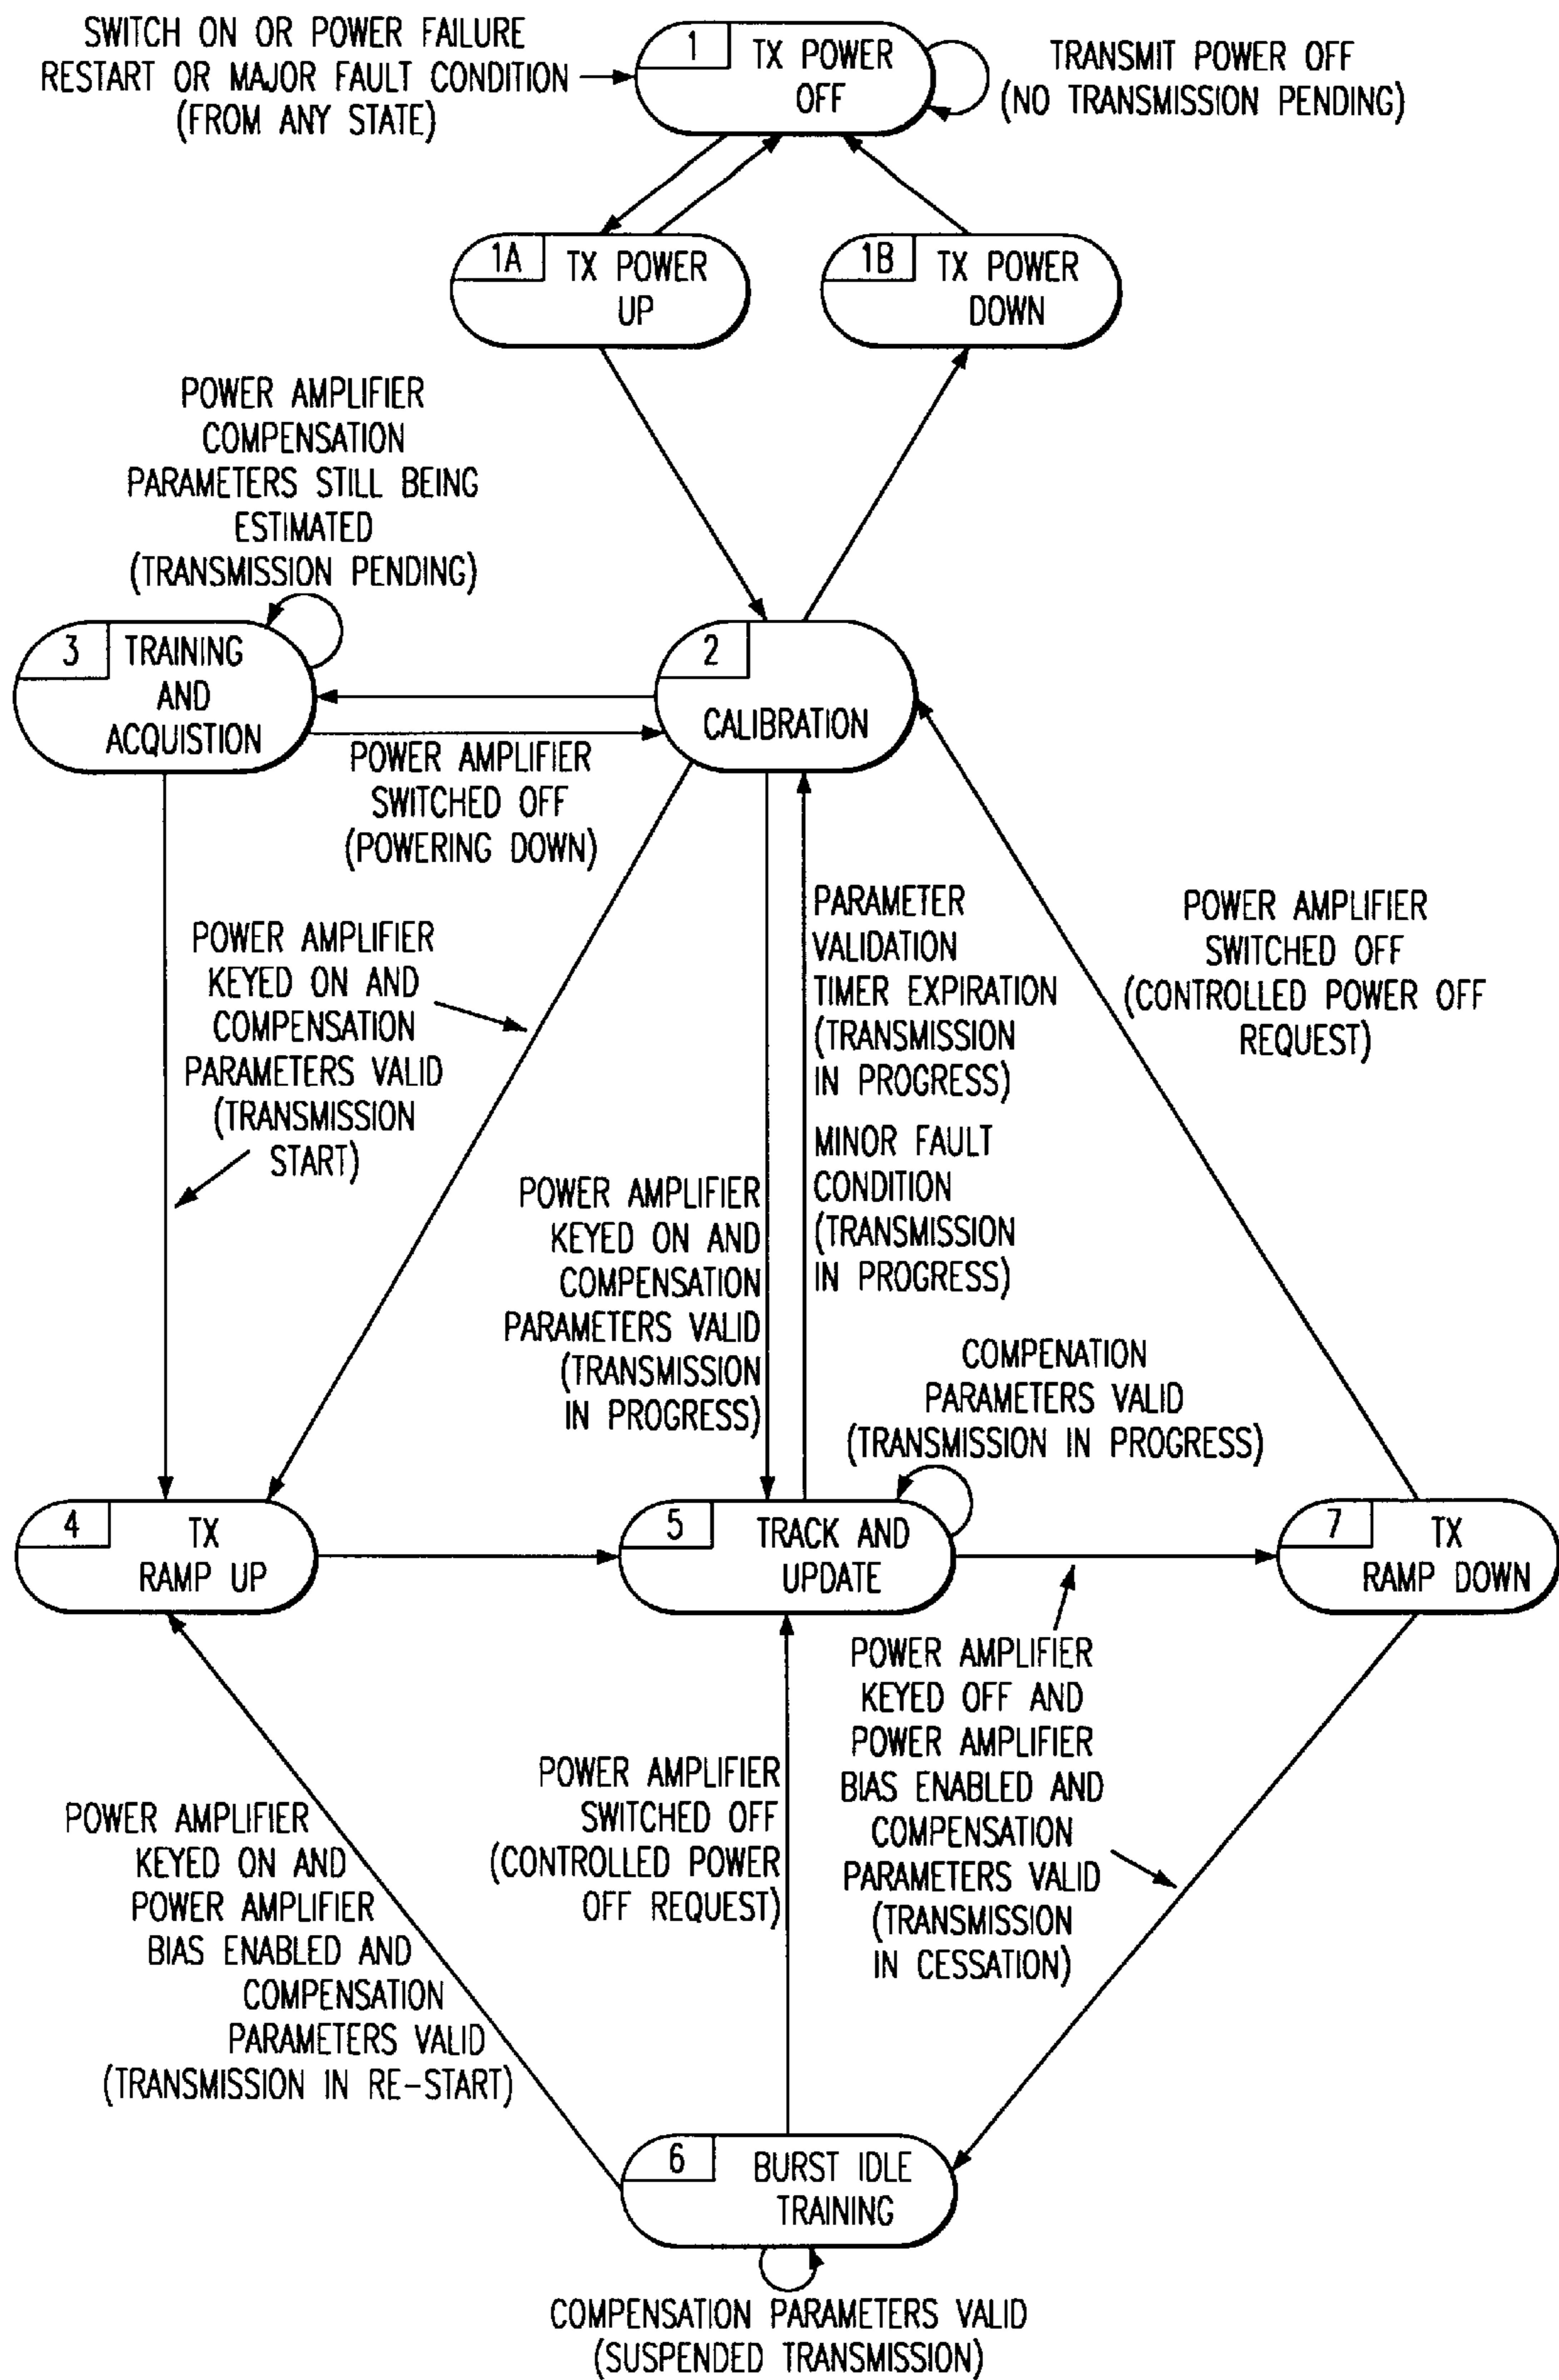 SWITCH ON OR POWER FAILURE
RESTART OR MAJOR FAULT CONDITION
(FROM ANY STATE)
1 TX POWER
OFF
TRANSMIT POWER OFF
(NO TRANSMISSION PENDING)
1A TX POWER
UP
1B TX POWER
DOWN
POWER AMPLIFIER
COMPENSATION
PARAMETERS STILL BEING
ESTIMATED
(TRANSMISSION PENDING)
3 TRAINING
AND
ACQUISTION
2
CALIBRATION
POWER AMPLIFIER
SWITCHED OFF
(POWERING DOWN)
POWER AMPLIFIER
KEYED ON AND
COMPENSATION
PARAMETERS VALID
(TRANSMISSION
START)
PARAMETER
VALIDATION
TIMER EXPIRATION
(TRANSMISSION
IN PROGRESS)
MINOR FAULT
CONDITION
(TRANSMISSION
IN PROGRESS)
POWER AMPLIFIER
SWITCHED OFF
(CONTROLLED POWER OFF
REQUEST)
POWER AMPLIFIER
KEYED ON AND
COMPENSATION
PARAMETERS VALID
(TRANSMISSION
IN PROGRESS)
COMPENATION
PARAMETERS VALID
(TRANSMISSION IN PROGRESS)
4 TX
RAMP UP
5 TRACK AND
UPDATE
7 TX
RAMP DOWN
POWER AMPLIFIER
KEYED ON AND
POWER AMPLIFIER
BIAS ENABLED AND
COMPENSATION
PARAMETERS VALID
(TRANSMISSION IN RE-START)
POWER AMPLIFIER
SWITCHED OFF
(CONTROLLED POWER
OFF REQUEST)
POWER AMPLIFIER
KEYED OFF AND
POWER AMPLIFIER
BIAS ENABLED AND
COMPENSATION
PARAMETERS VALID
(TRANSMISSION
IN CESSATION)
6 BURST IDLE
TRAINING
COMPENSATION PARAMETERS VALID
(SUSPENDED TRANSMISSION)